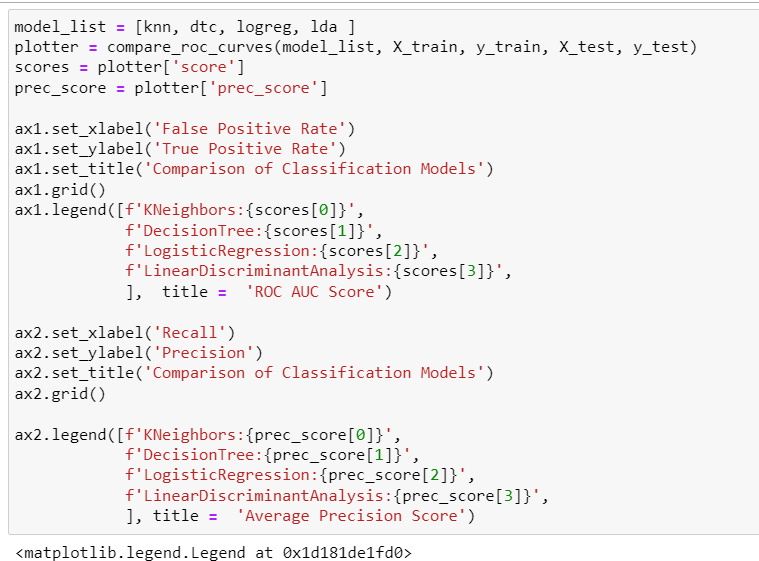 model_list = [knn, dtc, logreg, lda ]
plotter = compare_roc_curves(model_list, X_train, y_train, X_test, y_test)
scores = plotter['score']
prec_score = plotter['prec_score']

ax1.set_xlabel('False Positive Rate')
ax1.set_ylabel('True Positive Rate')
ax1.set_title('Comparison of Classification Models')
ax1.grid()
ax1.legend([f'KNeighbors:{scores[0]}',
            f'DecisionTree:{scores[1]}',
            f'LogisticRegression:{scores[2]}',
            f'LinearDiscriminantAnalysis:{scores[3]}',
            ],  title =  'ROC AUC Score')

ax2.set_xlabel('Recall')
ax2.set_ylabel('Precision')
ax2.set_title('Comparison of Classification Models')
ax2.grid()

ax2.legend([f'KNeighbors:{prec_score[0]}',
            f'DecisionTree:{prec_score[1]}',
            f'LogisticRegression:{prec_score[2]}',
            f'LinearDiscriminantAnalysis:{prec_score[3]}',
            ], title =  'Average Precision Score')
<matplotlib.legend.Legend at 0x1d181de1fd0>